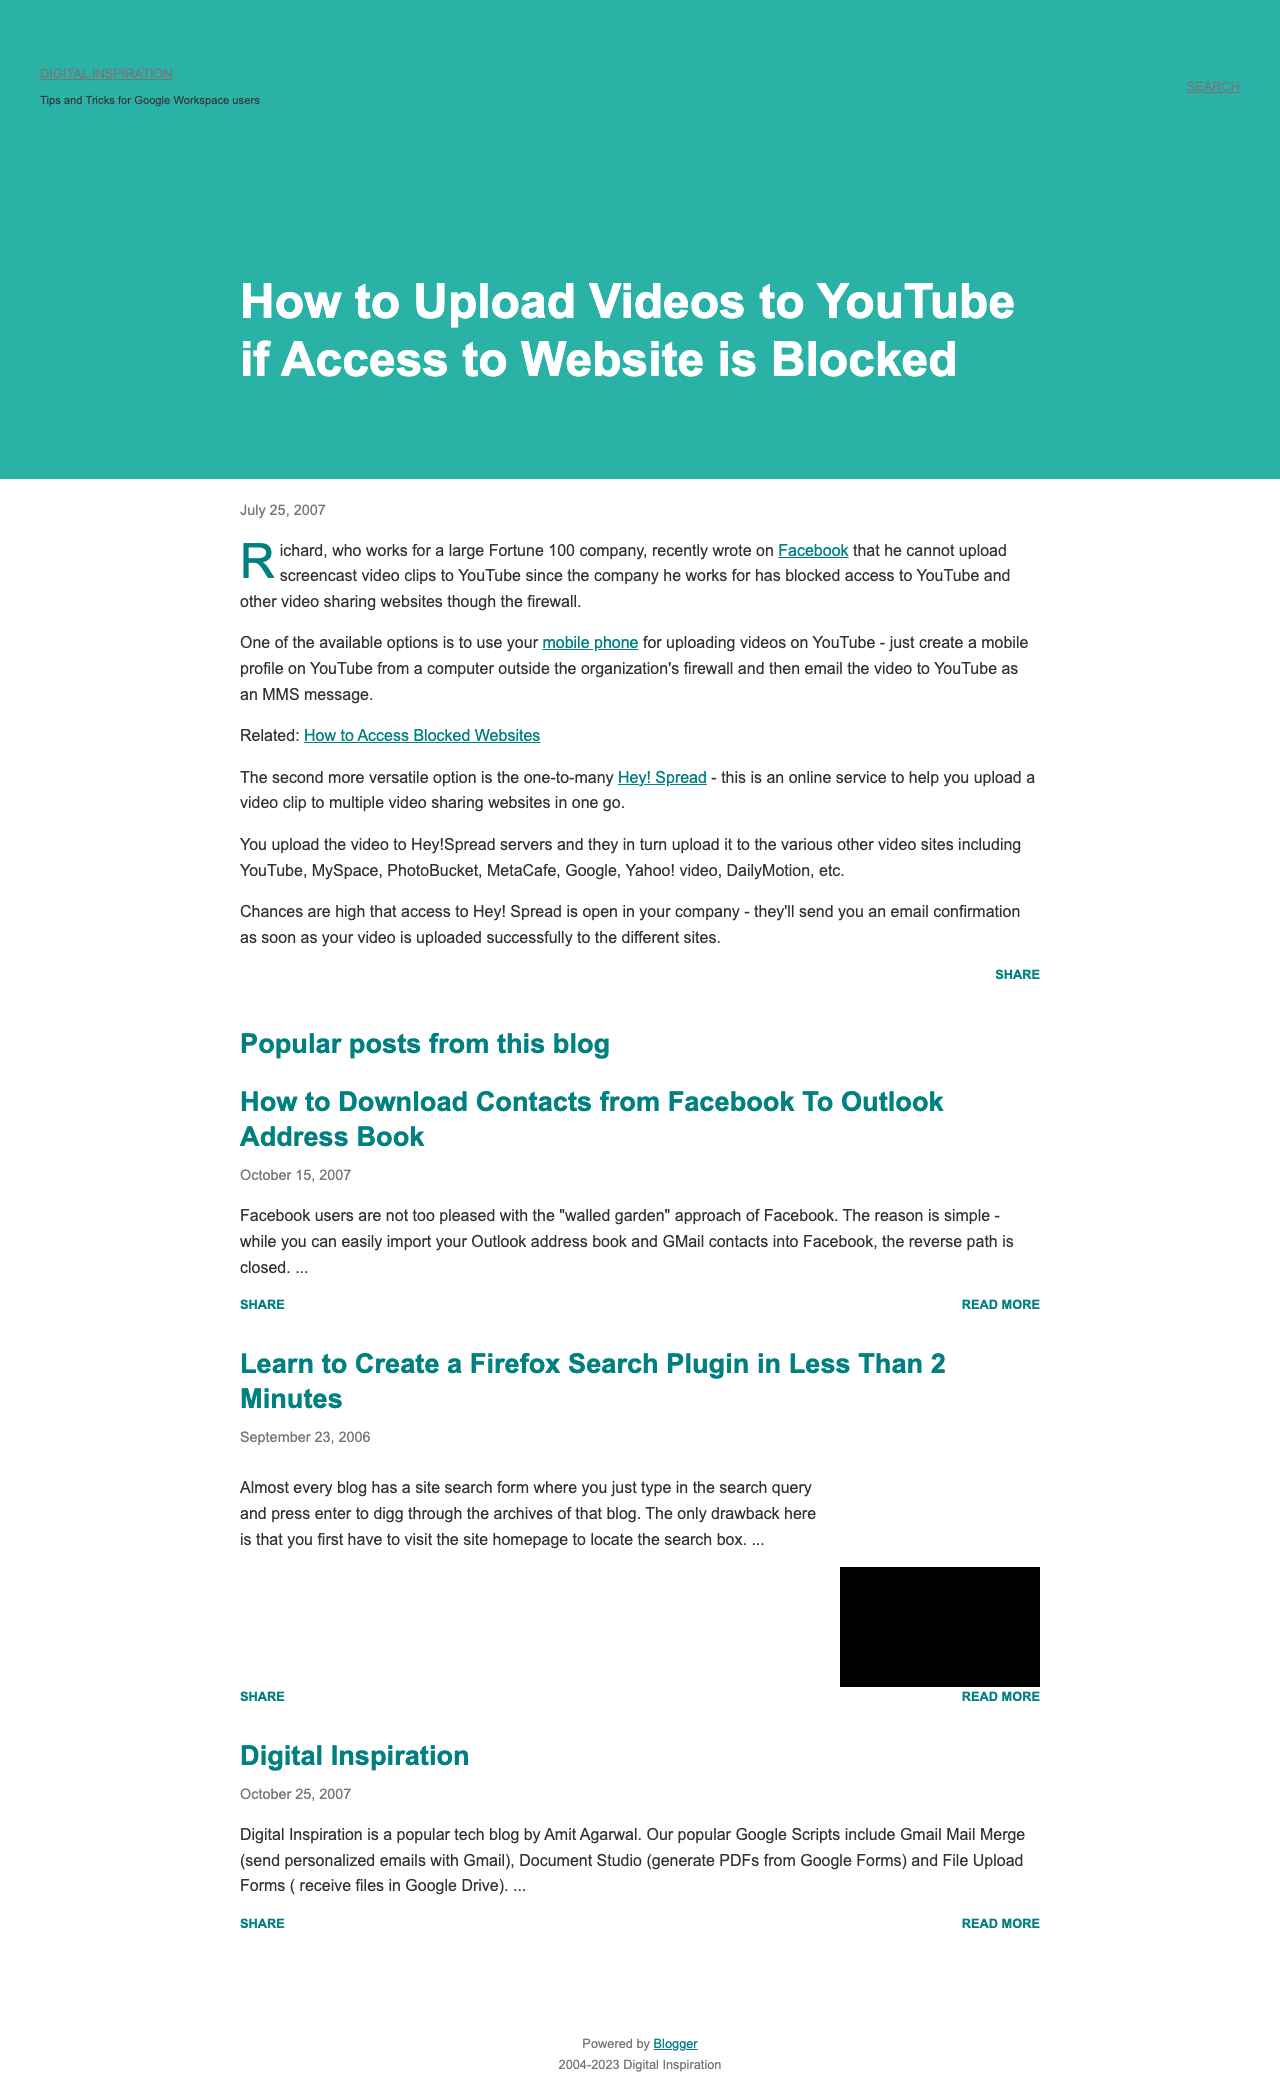 DIGITAL INSPIRATION
Tips and Tricks for Google Workspace users
SEARCH
How to Upload Videos to YouTube
if Access to Website is Blocked
July 25, 2007
Richard, who works for a large Fortune 100 company, recently wrote on Facebook that he cannot upload
screencast video clips to YouTube since the company he works for has blocked access to YouTube and
other video sharing websites though the firewall.
One of the available options is to use your mobile phone for uploading videos on YouTube - just create a mobile
profile on YouTube from a computer outside the organization's firewall and then email the video to YouTube as
an MMS message.
Related: How to Access Blocked Websites
The second more versatile option is the one-to-many Hey! Spread - this is an online service to help you upload a
video clip to multiple video sharing websites in one go.
You upload the video to Hey!Spread servers and they in turn upload it to the various other video sites including
YouTube, MySpace, PhotoBucket, MetaCafe, Google, Yahoo! video, DailyMotion, etc.
Chances are high that access to Hey! Spread is open in your company - they'll send you an email confirmation
as soon as your video is uploaded successfully to the different sites.
SHARE
Popular posts from this blog
How to Download Contacts from Facebook To Outlook
Address Book
October 15, 2007
Facebook users are not too pleased with the "walled garden" approach of Facebook. The reason is simple -
while you can easily import your Outlook address book and GMail contacts into Facebook, the reverse path is
closed. ...
SHARE READ MORE
Learn to Create a Firefox Search Plugin in Less Than 2
Minutes
September 23, 2006
Almost every blog has a site search form where you just type in the search query
and press enter to digg through the archives of that blog. The only drawback here
is that you first have to visit the site homepage to locate the search box. ...
SHARE READ MORE
Digital Inspiration
October 25, 2007
Digital Inspiration is a popular tech blog by Amit Agarwal. Our popular Google Scripts include Gmail Mail Merge
(send personalized emails with Gmail), Document Studio (generate PDFs from Google Forms) and File Upload
Forms ( receive files in Google Drive). ...
SHARE READ MORE
Powered by Blogger
2004-2023 Digital Inspiration